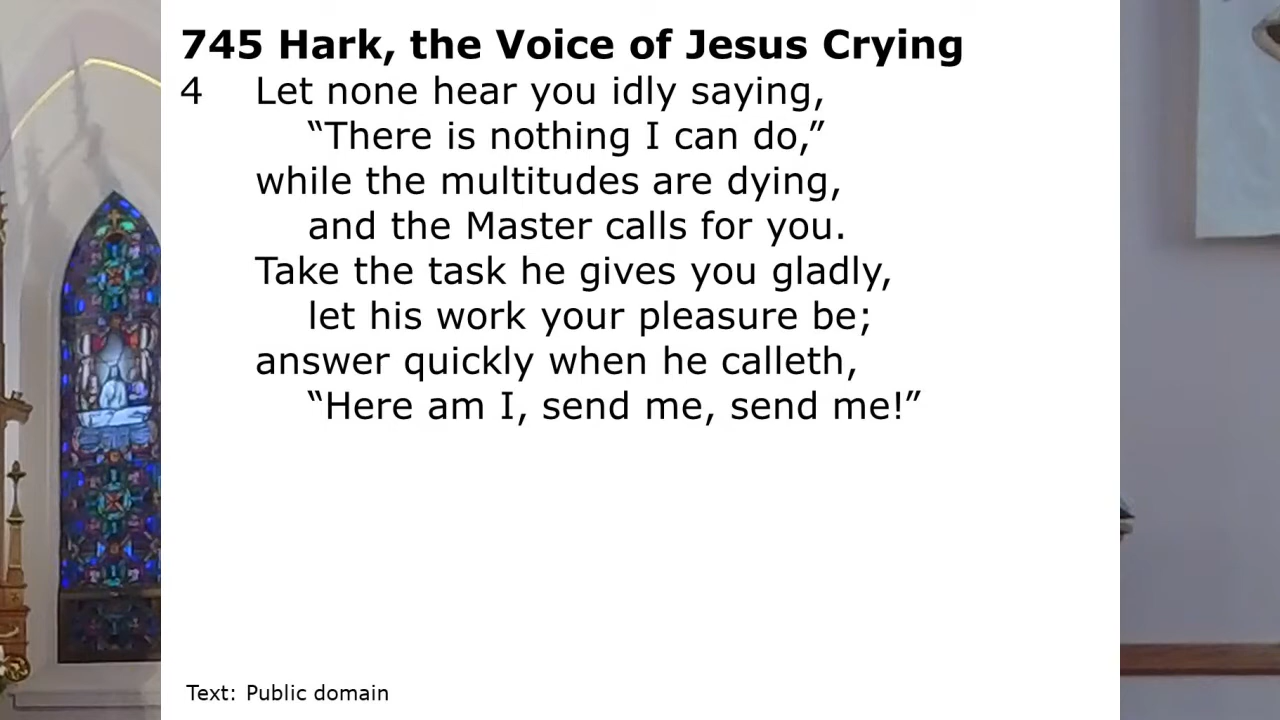 745 Hark, the Voice of Jesus Crying
4 Let none hear you idly saying,
“There is nothing I can do,”
while the multitudes are dying,
and the Master calls for you.
Take the task he gives you gladly,
let his work your pleasure be;
answer quickly when he calleth,
“Here am I, send me, send me!”
Text: Public domain